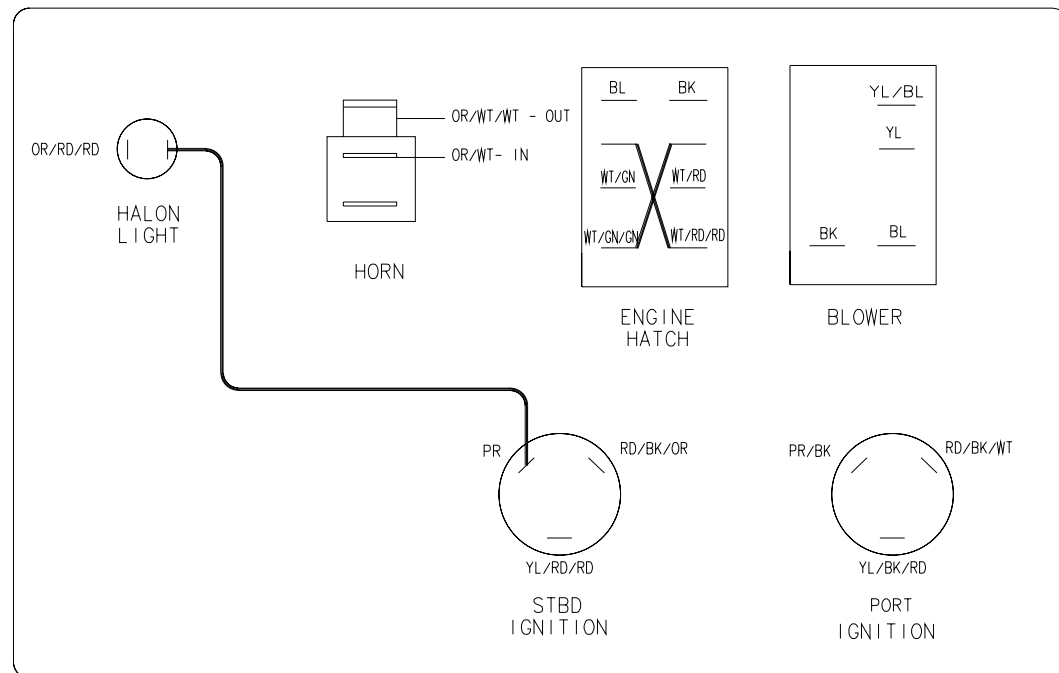 OR/RD/RD
HALON
LIGHT
OR/WT/WT - OUT
OR/WT- IN
HORN
BL BK
WT/GN WT/RD
WT/GN/GN WT/RD/RD
ENGINE
HATCH
YL/BL
YL
BK BL
BLOWER
PR RD/BK/OR
YL/RD/RD
STBD
IGNITION
PR/BK RD/BK/WT
YL/BK/RD
PORT
IGNITION